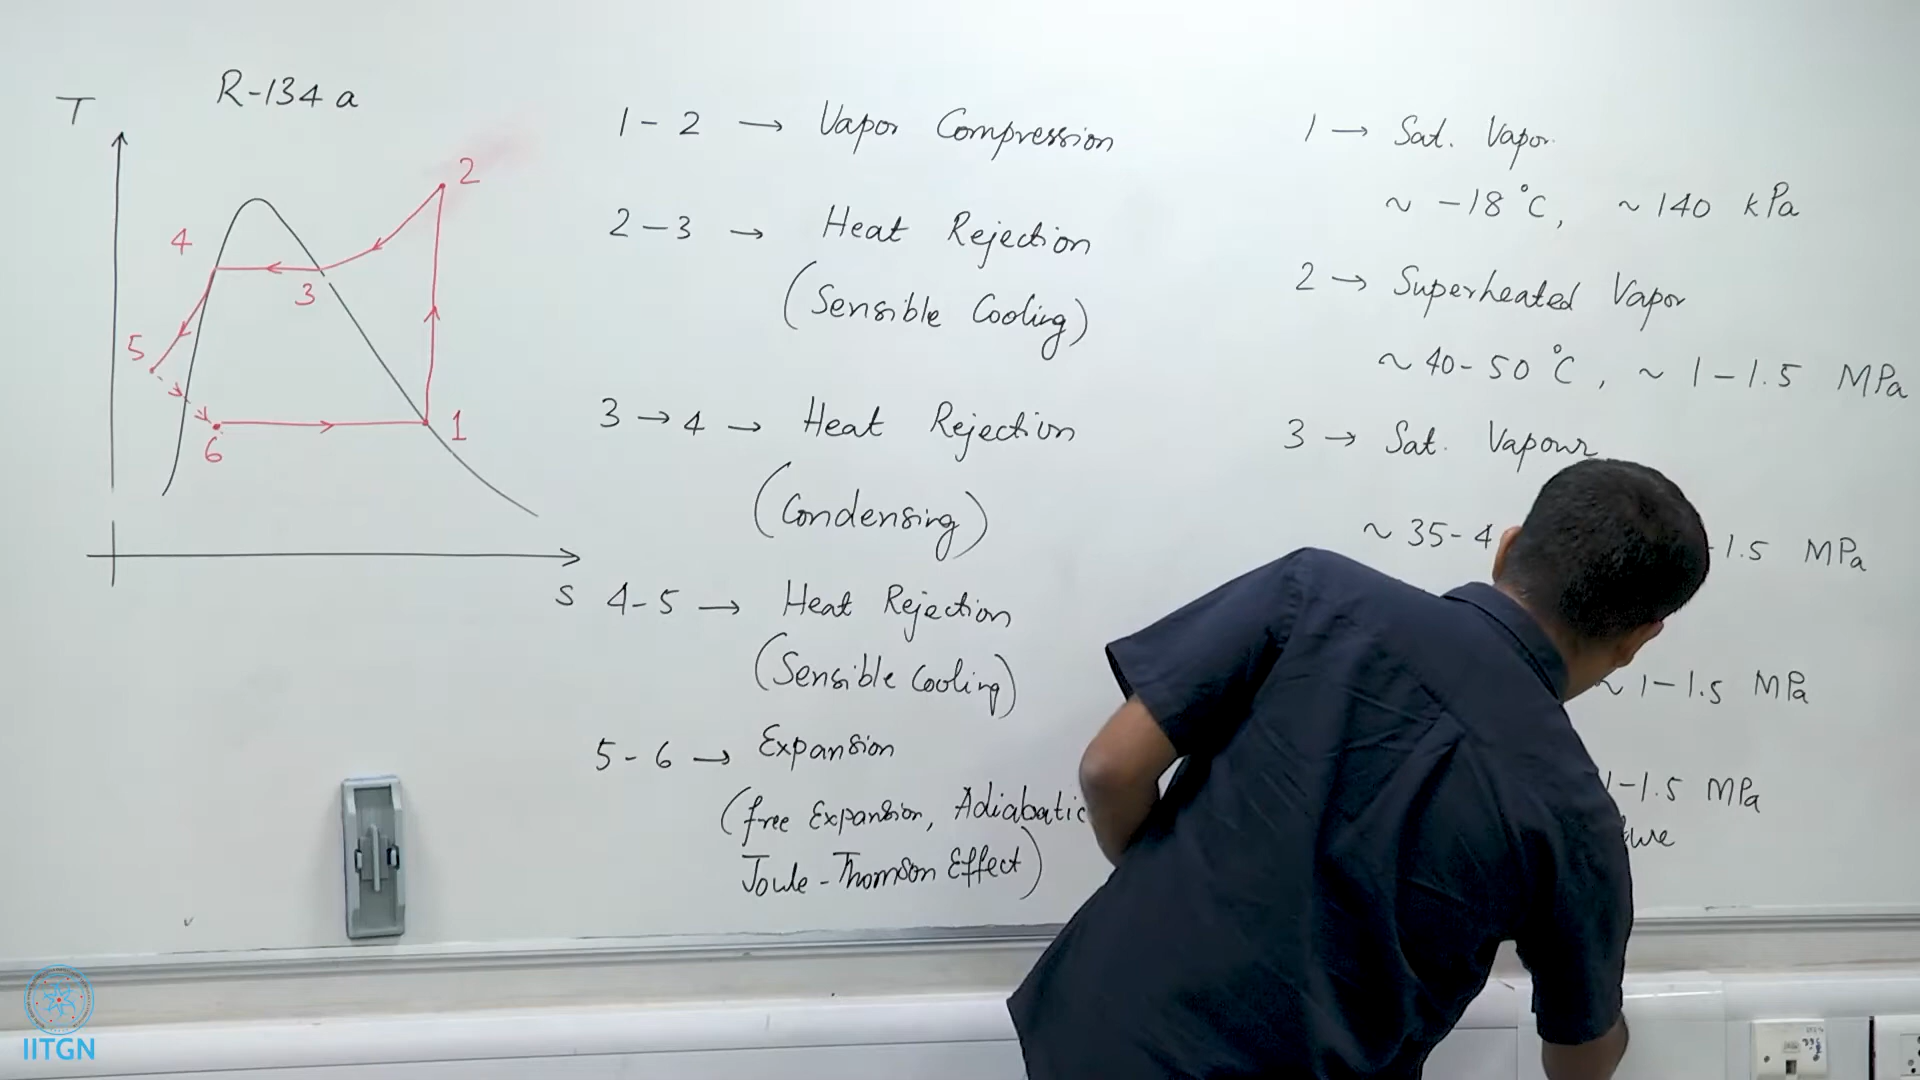 R-134a
T
2
4
3
5
1
6
S
1-2 → Vapor Compression
2-3 → Heat Rejection
(Sensible Cooling)
3→4 → Heat Rejection
(Condensing)
4-5 → Heat Rejection
(Sensible Cooling)
5-6 → Expansion
(free Expansion, Adiabatic
Joule-Thomson Effect)
1 → Sat. Vapor
~ -18°C, ~140 kPa
2 → Superheated Vapor
~ 40-50°C, ~ 1-1.5 MPa
3 → Sat. Vapour
~ 35-4 1.5 MPa
~ 1-1.5 MPa
1-1.5 MPa
IITGN